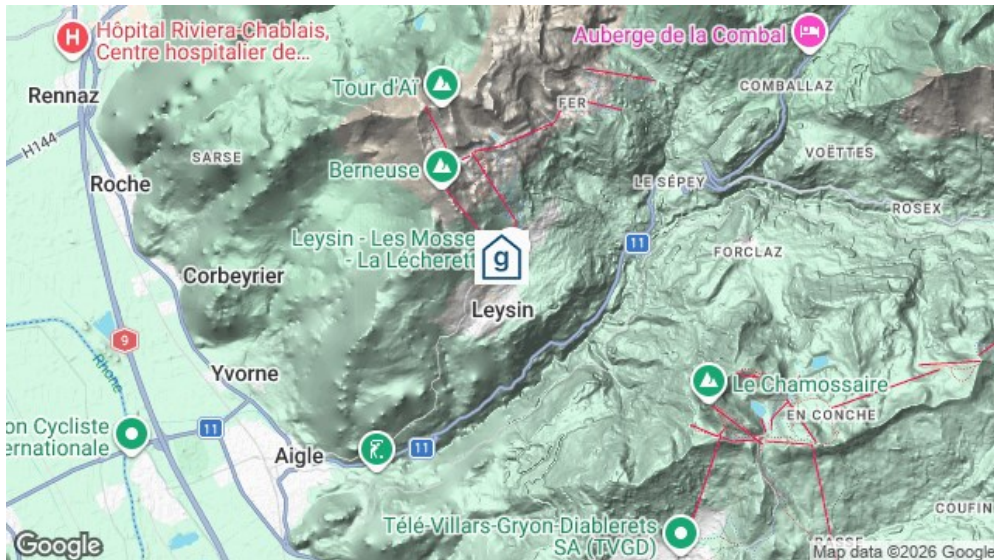 Hôpital Riviera-Chablais,
Centre hospitalier de...
H
Auberge de la Combal
Rennaz
Tour d'Aï
COMBALLAZ
FER
H144
SARSE
VOËTTES
Berneuse
Roche
LE SÉPEY
ROSEX
Leysin - Les Mosse
- La Lécherett
g
11
FORCLAZ
Corbeyrier
Leysin
9
Rhone
Yvorne
Le Chamossaire
EN CONCHE
on Cycliste
ernationale
11
Aigle
11
COUFIN
Télé-Villars-Gryon-Diablerets
SA (TVGD)
Google
Map data ©2026 Google